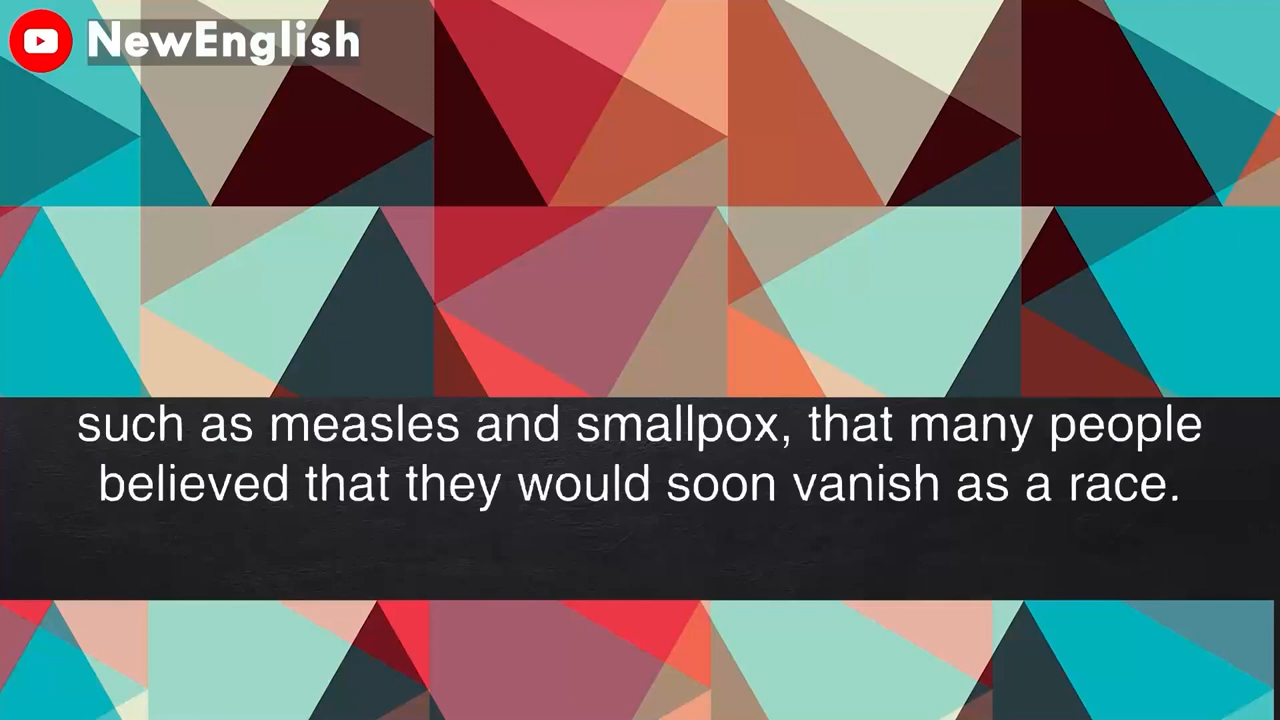 NewEnglish
such as measles and smallpox, that many people
believed that they would soon vanish as a race.